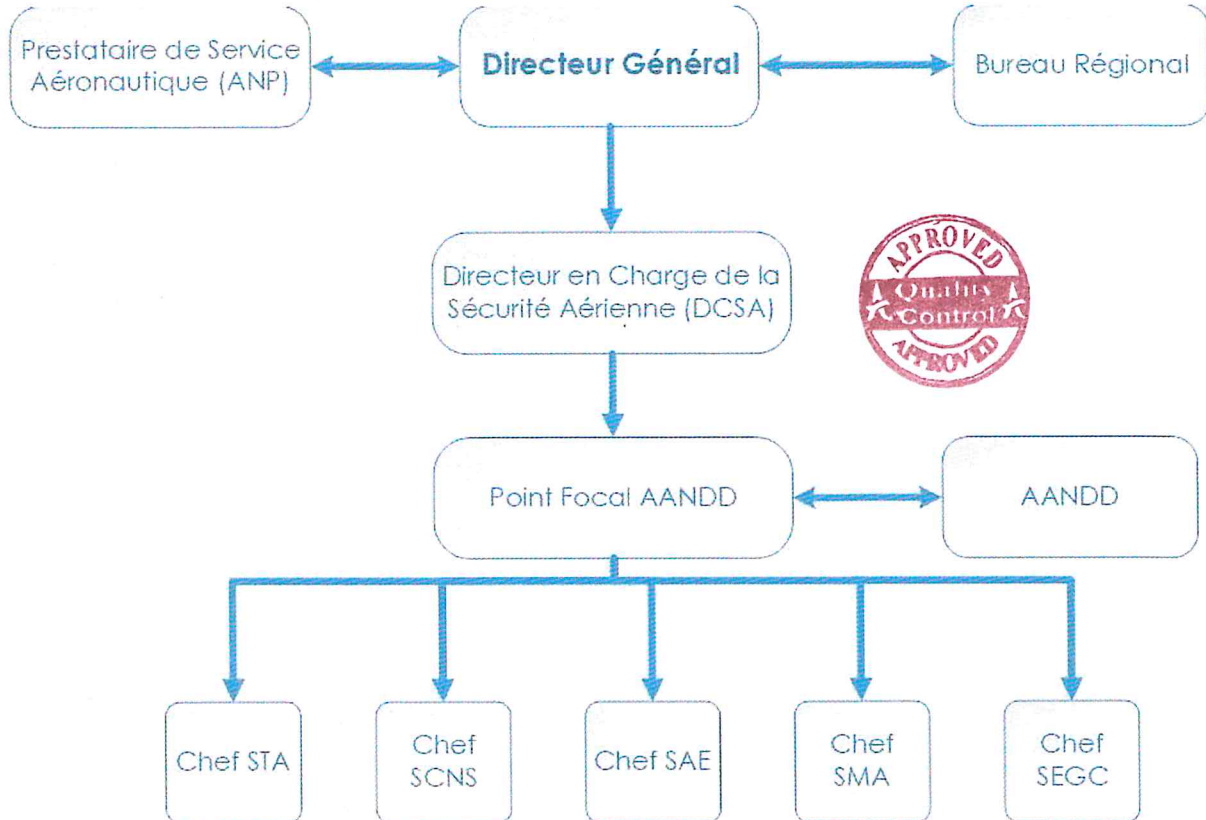 Prestataire de Service
Aéronautique (ANP)
Directeur Général
Bureau Régional
Directeur en Charge de la
Sécurité Aérienne (DCSA)
APPROVED
Quality
Control
APPROVED
Point Focal AANDD
AANDD
Chef STA
Chef
SCNS
Chef SAE
Chef
SMA
Chef
SEGC